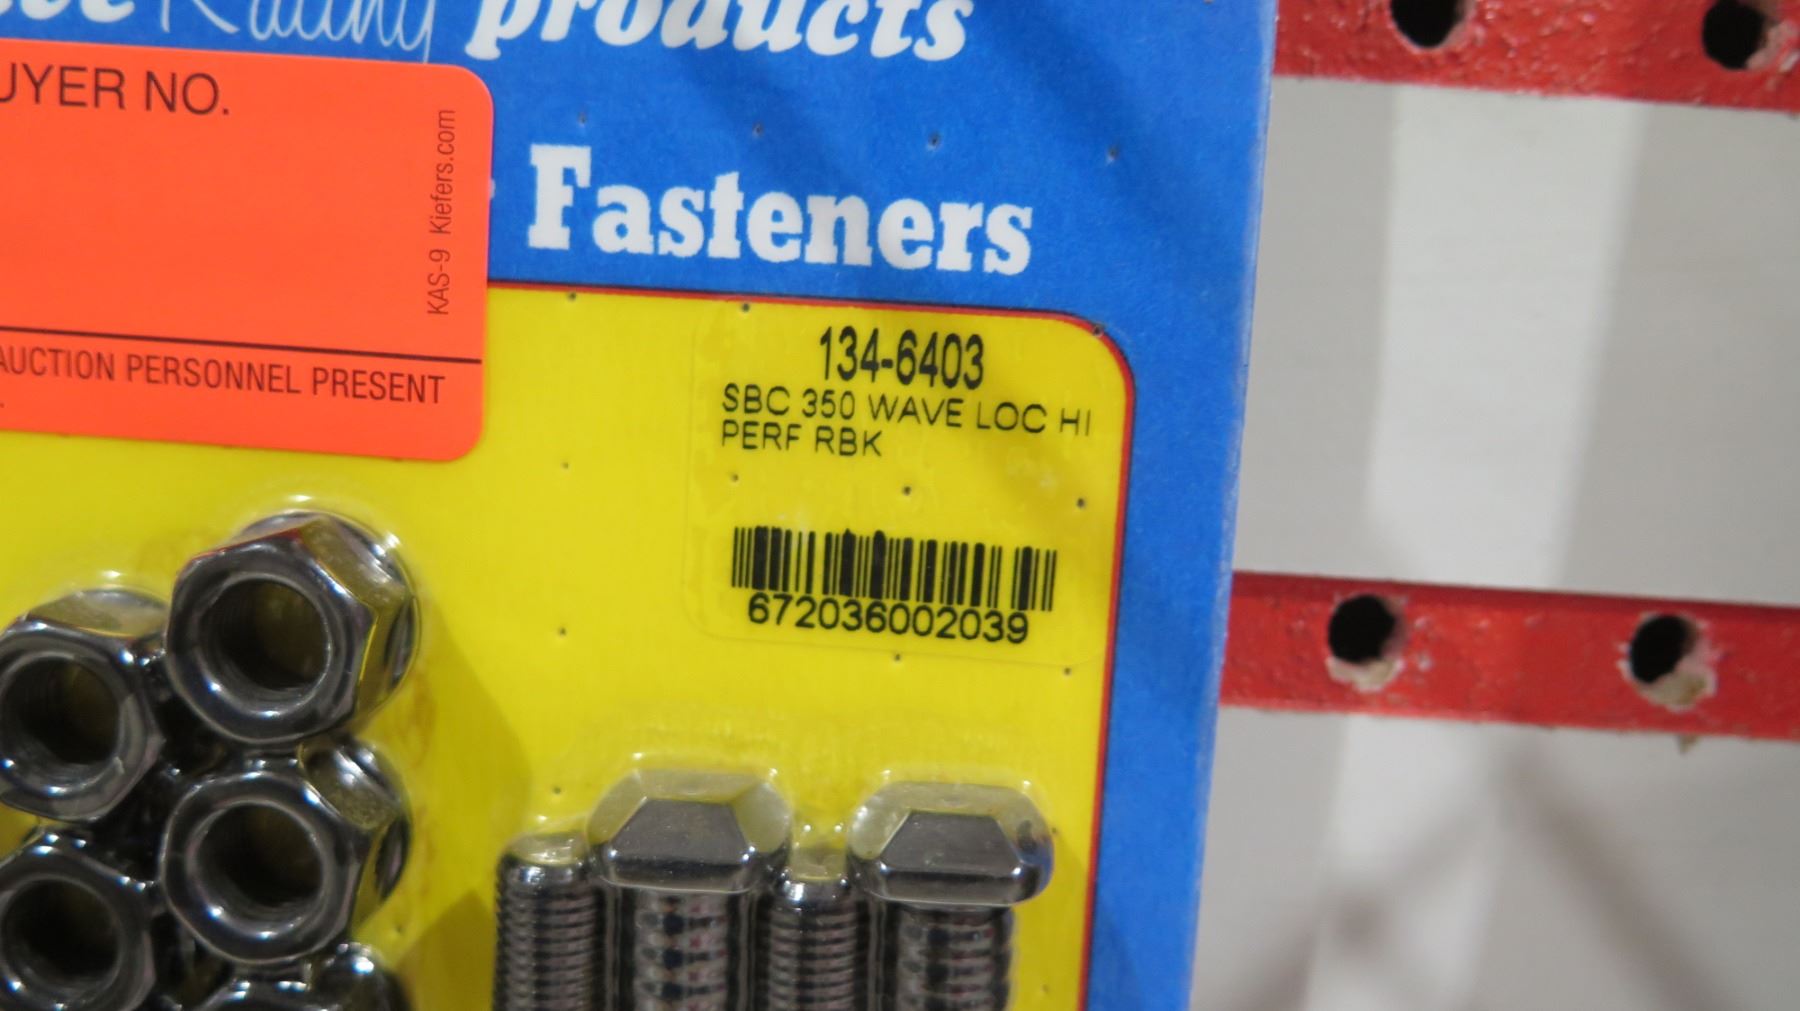 Racing products
UYER NO.
KAS-9 Kiefers.com
Fasteners
AUCTION PERSONNEL PRESENT
134-6403
SBC 350 WAVE LOC HI
PERF RBK
672036002039